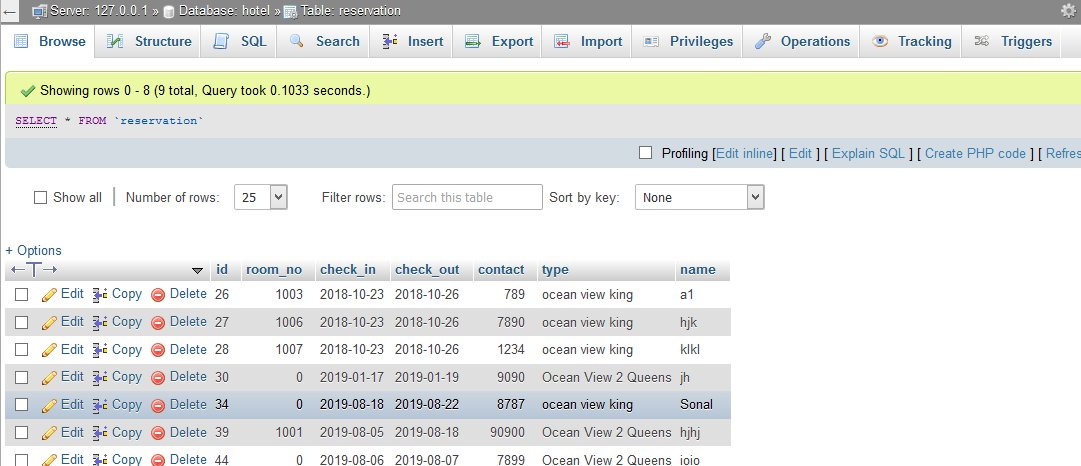 Server: 127.0.0.1 » Database: hotel » Table: reservation
Browse Structure SQL Search Insert Export Import Privileges Operations Tracking Triggers
Showing rows 0 - 8 (9 total, Query took 0.1033 seconds.)
SELECT * FROM `reservation`
Profiling [Edit inline] [ Edit ] [ Explain SQL ] [ Create PHP code ] [ Refres
Show all | Number of rows: 25 Filter rows: Search this table Sort by key: None
+ Options
←T→ id room_no check_in check_out contact type name
Edit Copy Delete 26 1003 2018-10-23 2018-10-26 789 ocean view king a1
Edit Copy Delete 27 1006 2018-10-23 2018-10-26 7890 ocean view king hjk
Edit Copy Delete 28 1007 2018-10-23 2018-10-26 1234 ocean view king klkl
Edit Copy Delete 30 0 2019-01-17 2019-01-19 9090 Ocean View 2 Queens jh
Edit Copy Delete 34 0 2019-08-18 2019-08-22 8787 ocean view king Sonal
Edit Copy Delete 39 1001 2019-08-05 2019-08-18 90900 Ocean View 2 Queens hjhj
Edit Copy Delete 44 0 2019-08-06 2019-08-07 7899 Ocean View 2 Queens